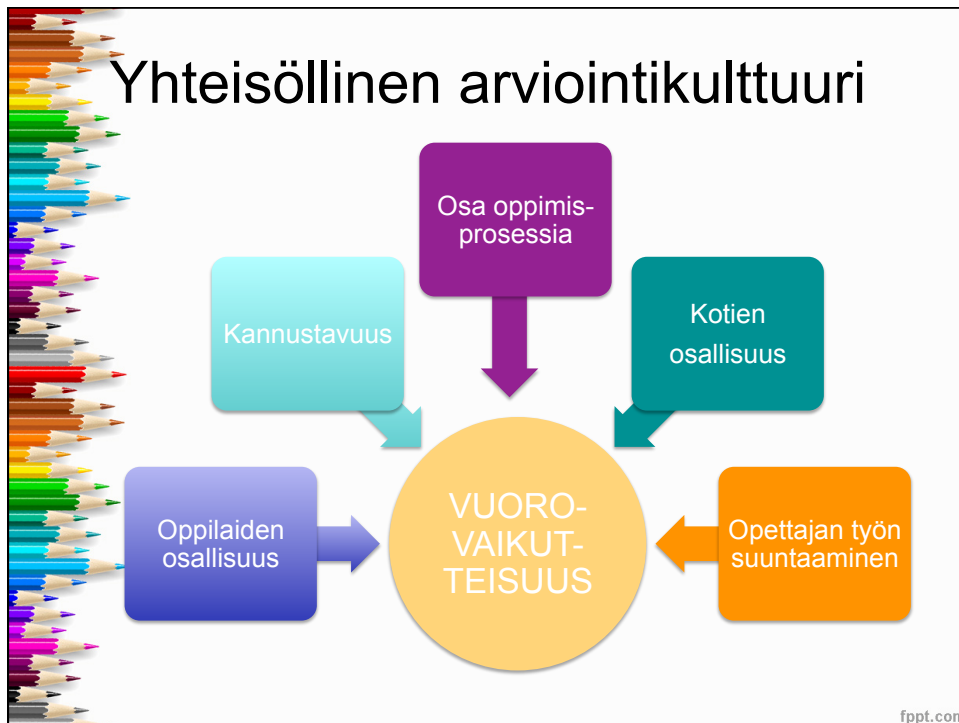 Yhteisöllinen arviointikulttuuri
Osa oppimis-
prosessia
Kannustavuus
Kotien
osallisuus
Oppilaiden
osallisuus
VUORO-
VAIKUT-
TEISUUS
Opettajan työn
suuntaaminen
fppt.com